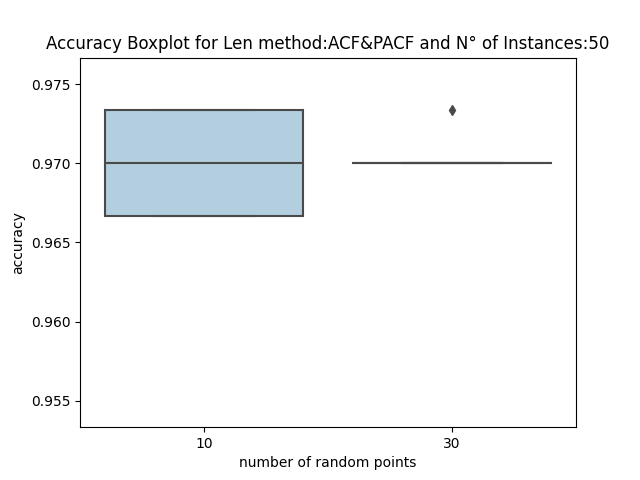 Accuracy Boxplot for Len method:ACF&PACF and N° of Instances:50
0.975
0.970
0.965
0.960
0.955
accuracy
10 30
number of random points